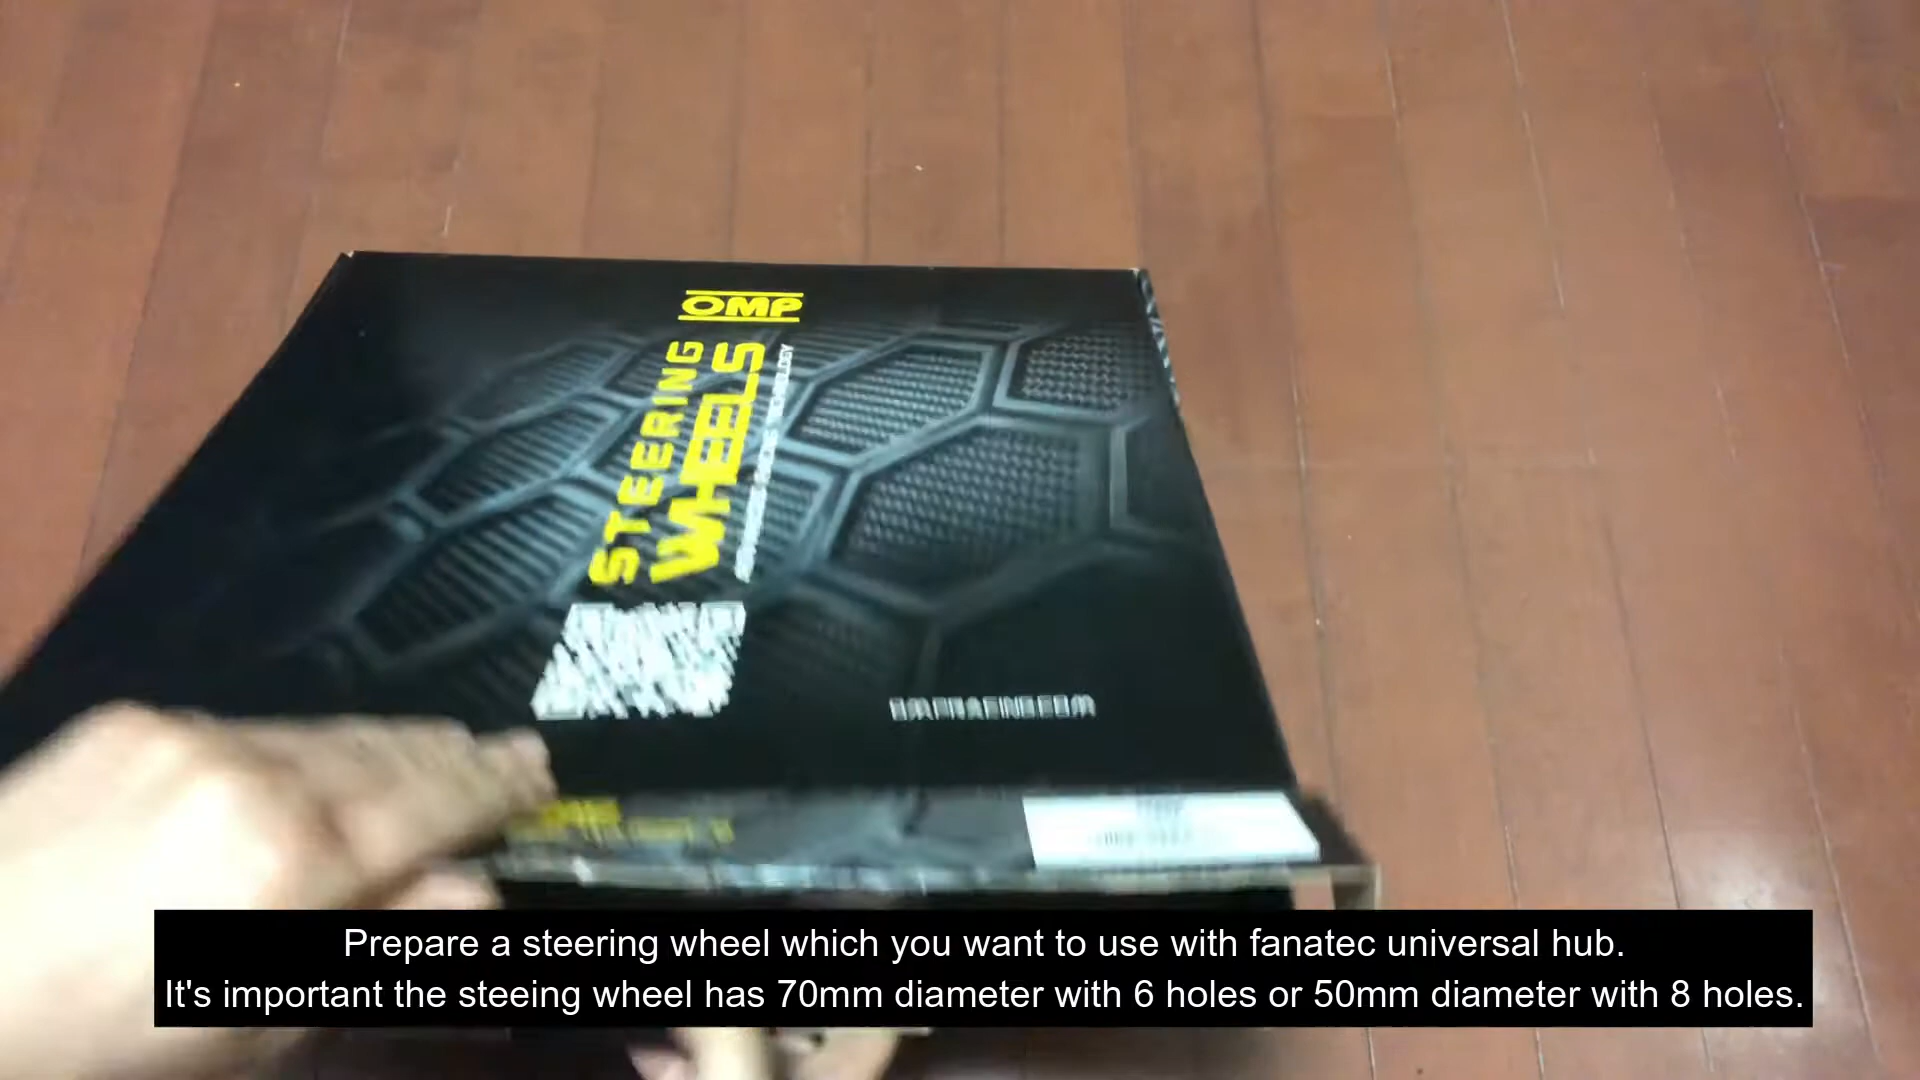 OMP
STEERING
WHEELS
Prepare a steering wheel which you want to use with fanatec universal hub.
It's important the steeing wheel has 70mm diameter with 6 holes or 50mm diameter with 8 holes.